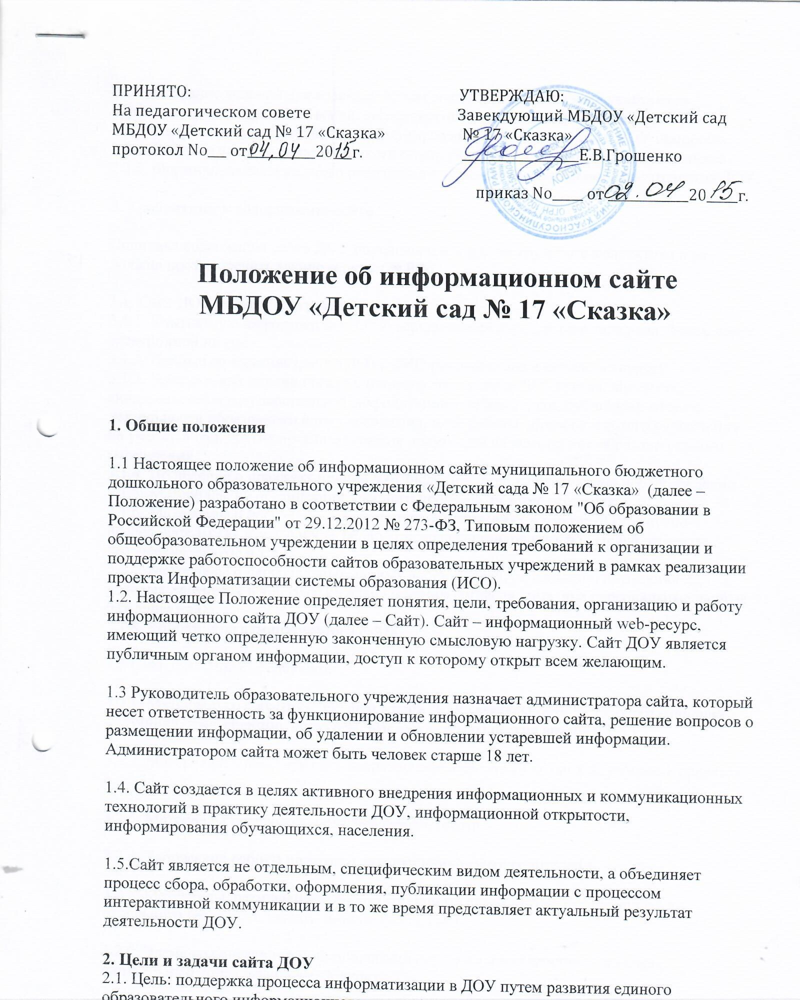 ПРИНЯТО:
На педагогическом совете
МБДОУ «Детский сад № 17 «Сказка»
протокол No__ от 04.04 2015г.
УТВЕРЖДАЮ:
Завекдующий МБДОУ «Детский сад
№ 17 «Сказка»
Е.В.Грошенко
приказ No____ от 02.04 2015 г.
Положение об информационном сайте
МБДОУ «Детский сад № 17 «Сказка»
1. Общие положения
1.1 Настоящее положение об информационном сайте муниципального бюджетного
дошкольного образовательного учреждения «Детский сада № 17 «Сказка» (далее –
Положение) разработано в соответствии с Федеральным законом "Об образовании в
Российской Федерации" от 29.12.2012 № 273-ФЗ, Типовым положением об
общеобразовательном учреждении в целях определения требований к организации и
поддержке работоспособности сайтов образовательных учреждений в рамках реализации
проекта Информатизации системы образования (ИСО).
1.2. Настоящее Положение определяет понятия, цели, требования, организацию и работу
информационного сайта ДОУ (далее – Сайт). Сайт – информационный web-ресурс,
имеющий четко определенную законченную смысловую нагрузку. Сайт ДОУ является
публичным органом информации, доступ к которому открыт всем желающим.
1.3 Руководитель образовательного учреждения назначает администратора сайта, который
несет ответственность за функционирование информационного сайта, решение вопросов о
размещении информации, об удалении и обновлении устаревшей информации.
Администратором сайта может быть человек старше 18 лет.
1.4. Сайт создается в целях активного внедрения информационных и коммуникационных
технологий в практику деятельности ДОУ, информационной открытости,
информирования обучающихся, населения.
1.5.Сайт является не отдельным, специфическим видом деятельности, а объединяет
процесс сбора, обработки, оформления, публикации информации с процессом
интерактивной коммуникации и в то же время представляет актуальный результат
деятельности ДОУ.
2. Цели и задачи сайта ДОУ
2.1. Цель: поддержка процесса информатизации в ДОУ путем развития единого
образовательного